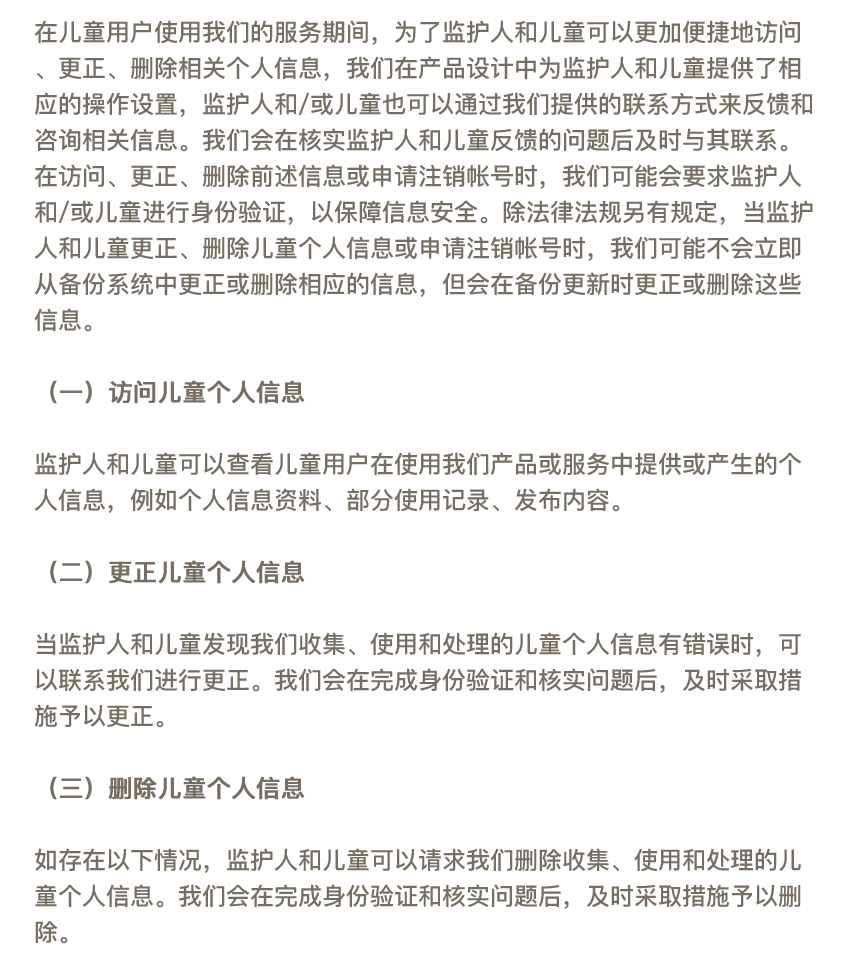 在儿童用户使用我们的服务期间，为了监护人和儿童可以更加便捷地访问
、更正、删除相关个人信息，我们在产品设计中为监护人和儿童提供了相
应的操作设置，监护人和/或儿童也可以通过我们提供的联系方式来反馈和
咨询相关信息。我们会在核实监护人和儿童反馈的问题后及时与其联系。
在访问、更正、删除前述信息或申请注销帐号时，我们可能会要求监护人
和/或儿童进行身份验证，以保障信息安全。除法律法规另有规定，当监护
人和儿童更正、删除儿童个人信息或申请注销帐号时，我们可能不会立即
从备份系统中更正或删除相应的信息，但会在备份更新时更正或删除这些
信息。
（一）访问儿童个人信息
监护人和儿童可以查看儿童用户在使用我们产品或服务中提供或产生的个
人信息，例如个人信息资料、部分使用记录、发布内容。
（二）更正儿童个人信息
当监护人和儿童发现我们收集、使用和处理的儿童个人信息有错误时，可
以联系我们进行更正。我们会在完成身份验证和核实问题后，及时采取措
施予以更正。
（三）删除儿童个人信息
如存在以下情况，监护人和儿童可以请求我们删除收集、使用和处理的儿
童个人信息。我们会在完成身份验证和核实问题后，及时采取措施予以删
除。